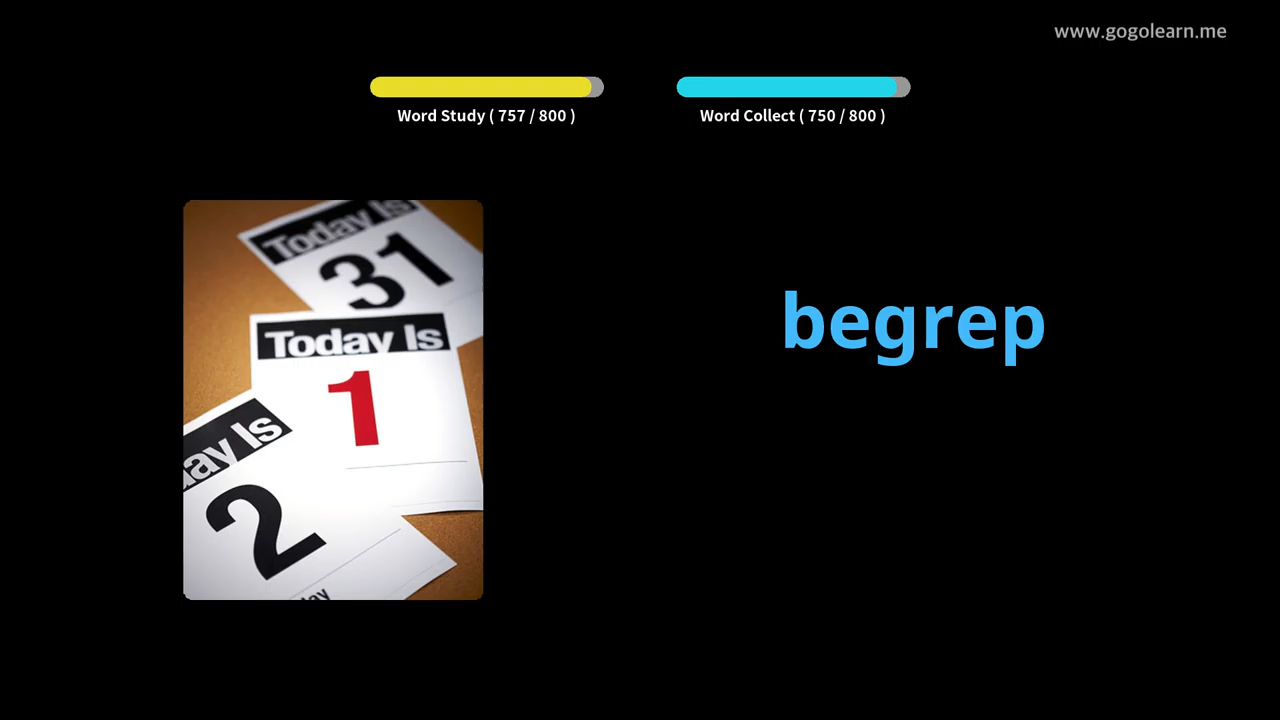 www.gogolearn.me
Word Study ( 757 / 800 )
Word Collect ( 750 / 800 )
Today Is
31
Today Is
1
begrep
ay Is
2
ay